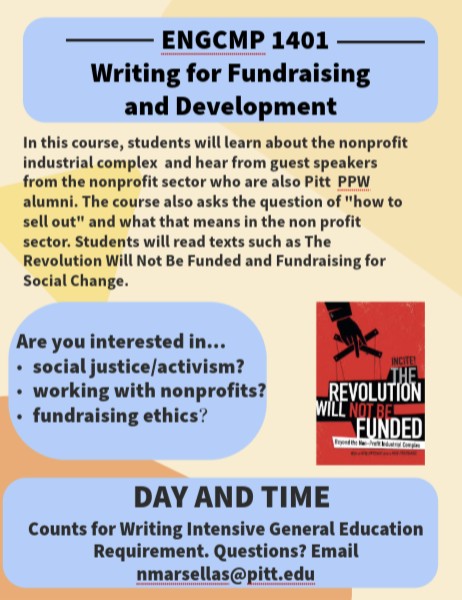 ENGCMP 1401
Writing for Fundraising
and Development
In this course, students will learn about the nonprofit
industrial complex and hear from guest speakers
from the nonprofit sector who are also Pitt PPW
alumni. The course also asks the question of "how to
sell out" and what that means in the non profit
sector. Students will read texts such as The
Revolution Will Not Be Funded and Fundraising for
Social Change.
Are you interested in...
• social justice/activism?
• working with nonprofits?
• fundraising ethics?
INCITE!
THE
REVOLUTION
WILL NOT BE
FUNDED
Beyond the Non-Profit Industrial Complex
DAY AND TIME
Counts for Writing Intensive General Education
Requirement. Questions? Email
nmarsellas@pitt.edu